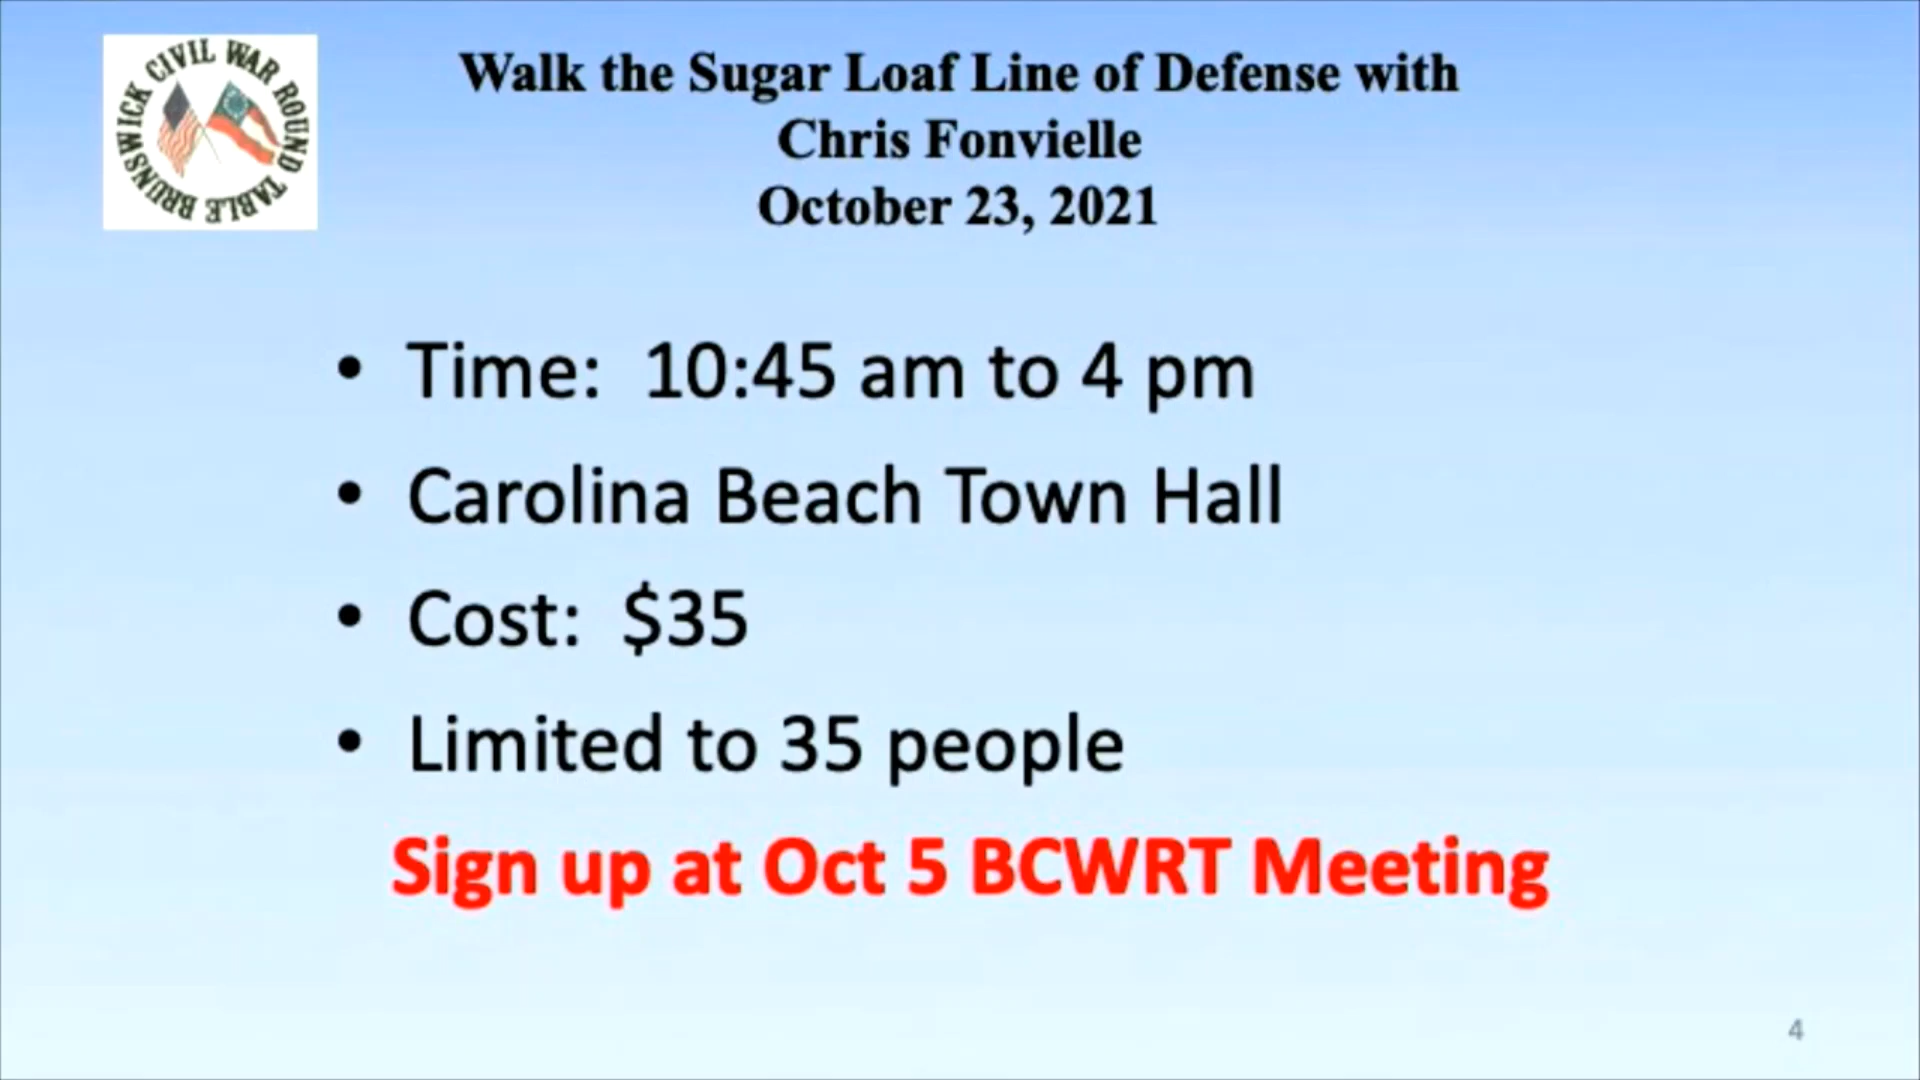 BRUNSWICK CIVIL WAR ROUND TABLE
Walk the Sugar Loaf Line of Defense with
Chris Fonvielle
October 23, 2021
• Time: 10:45 am to 4 pm
• Carolina Beach Town Hall
• Cost: $35
• Limited to 35 people
Sign up at Oct 5 BCWRT Meeting
4